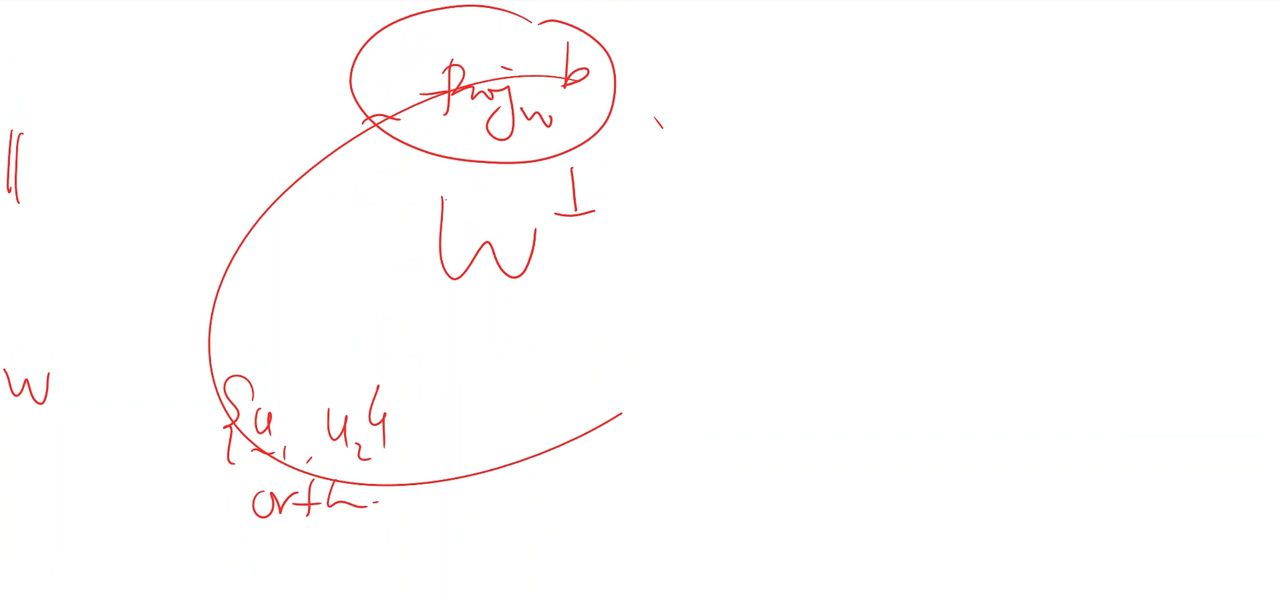 Proj_w b
||
W^⊥
w
{u_1, u_2}
orth.